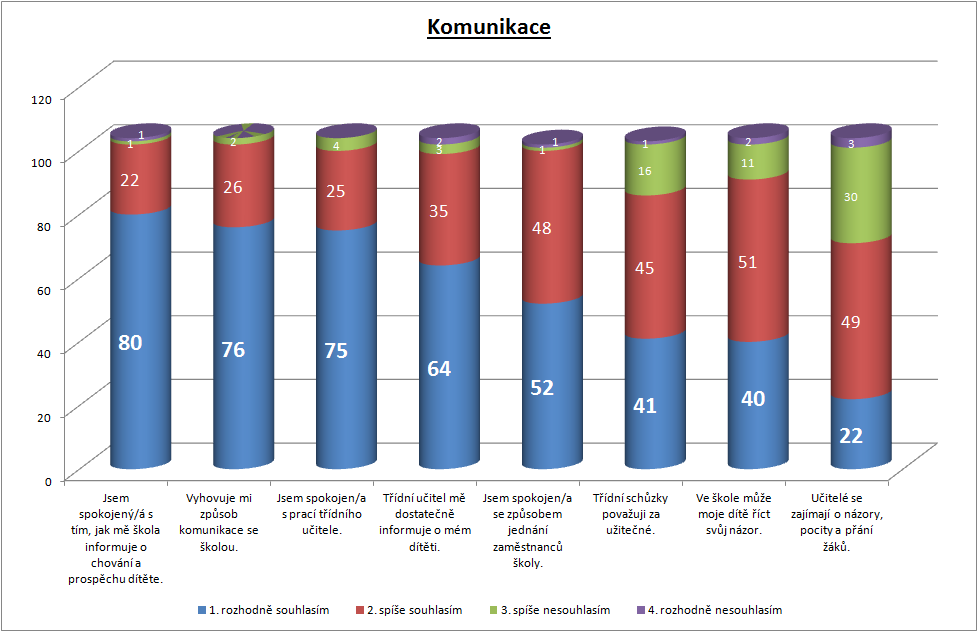 Komunikace
120
100
80
60
40
20
0
1
1
22
80
2
26
76
4
25
75
2
3
35
64
1
1
48
52
1
16
45
41
2
11
51
40
3
30
49
22
Jsem
spokojený/á s
tím, jak mě škola
informuje o
chování a
prospěchu dítěte.
Vyhovuje mi
způsob
komunikace se
školou.
Jsem spokojen/a
s prací třídního
učitele.
Třídní učitel mě
dostatečně
informuje o mém
dítěti.
Jsem spokojen/a
se způsobem
jednání
zaměstnanců
školy.
Třídní schůzky
považuji za
užitečné.
Ve škole může
moje dítě říct
svůj názor.
Učitelé se
zajímají o názory,
pocity a přání
žáků.
1. rozhodně souhlasím 2. spíše souhlasím 3. spíše nesouhlasím 4. rozhodně nesouhlasím